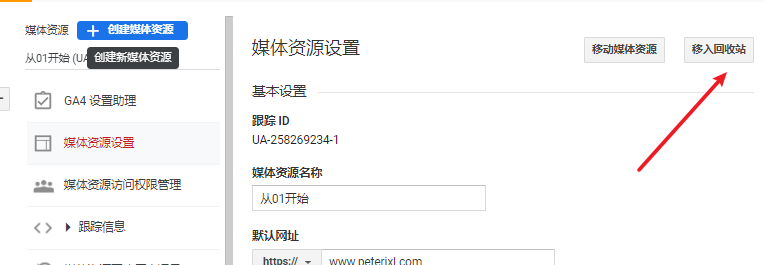 媒体资源
创建媒体资源
从01开始 (UA
创建新媒体资源
GA4 设置助理
媒体资源设置
媒体资源访问权限管理
跟踪信息
媒体资源设置
移动媒体资源
移入回收站
基本设置
跟踪 ID
UA-258269234-1
媒体资源名称
从01开始
默认网址
https://
www.peterjxl.com